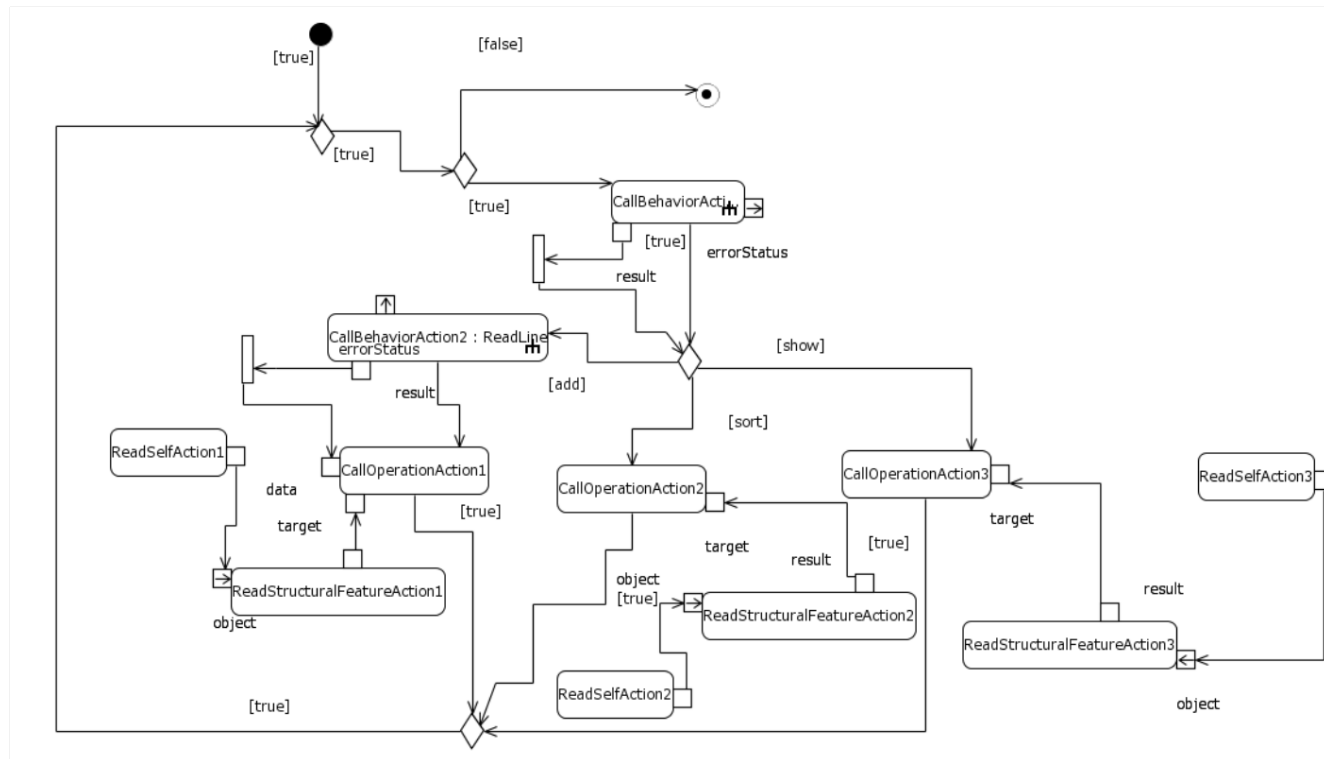 [false]
[true]
[true]
[true]
CallBehaviorActi...
[true]
errorStatus
result
CallBehaviorAction2 : ReadLine
errorStatus
[show]
[add]
result
[sort]
ReadSelfAction1
CallOperationAction1
CallOperationAction2
CallOperationAction3
ReadSelfAction3
data
target
[true]
target
[true]
target
result
object
[true]
result
ReadStructuralFeatureAction1
object
ReadStructuralFeatureAction2
ReadStructuralFeatureAction3
ReadSelfAction2
object
[true]